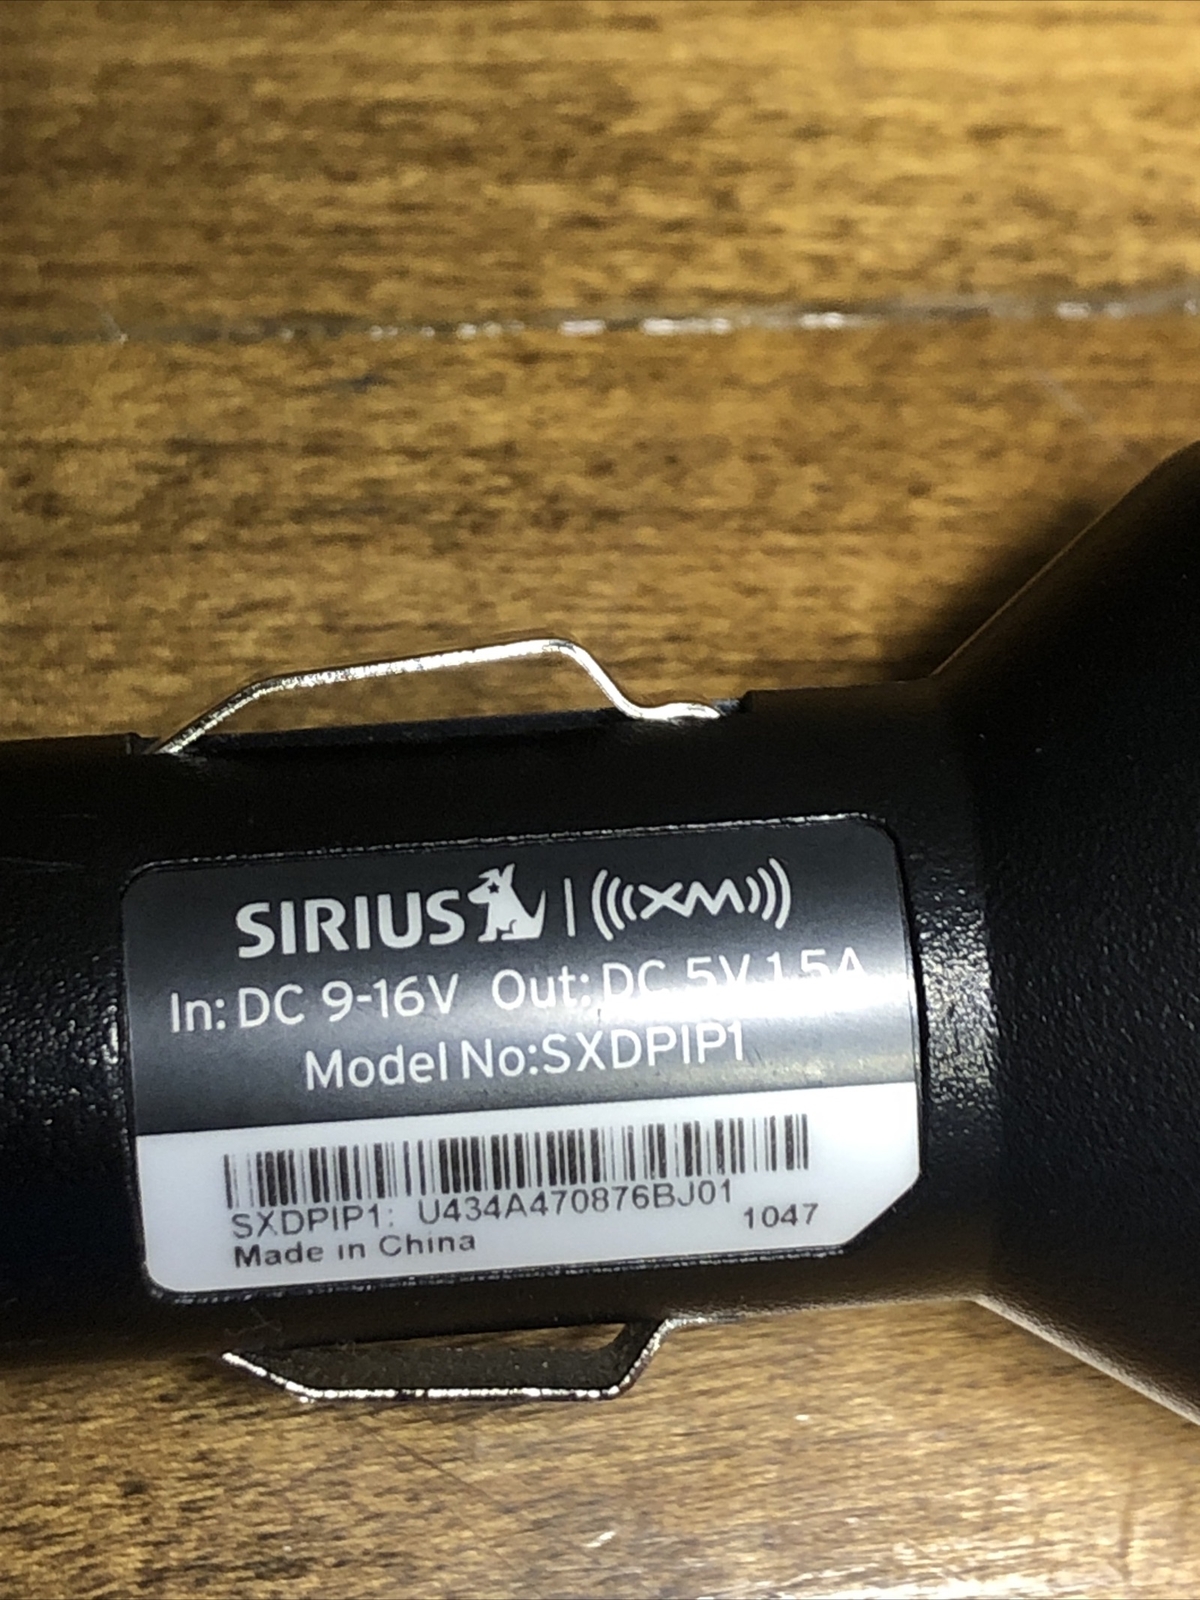 SIRIUS | (((XM)))
In: DC 9-16V Out: DC 5V 1.5A
Model No:SXDPIP1
SXDPIP1: U434A470876BJ01
1047
Made in China